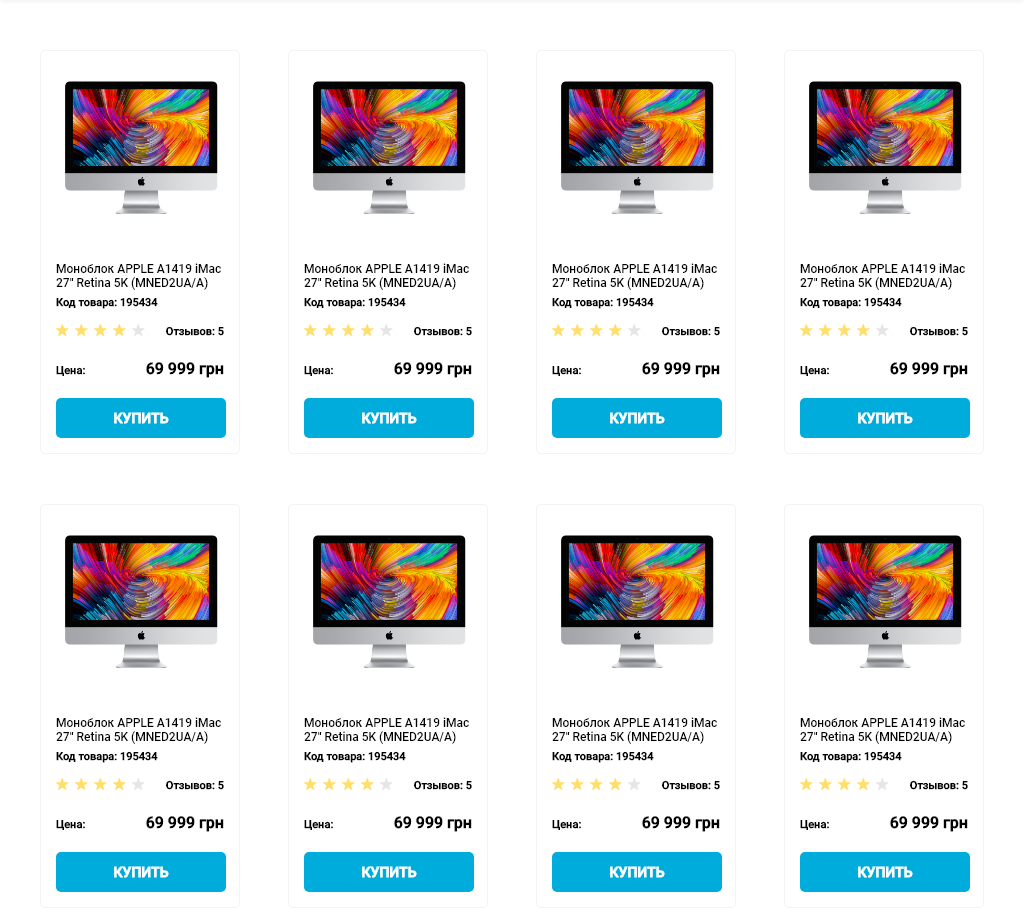 Моноблок APPLE A1419 iMac
27" Retina 5K (MNED2UA/A)
Код товара: 195434
Отзывов: 5
Цена: 69 999 грн
КУПИТЬ
Моноблок APPLE A1419 iMac
27" Retina 5K (MNED2UA/A)
Код товара: 195434
Отзывов: 5
Цена: 69 999 грн
КУПИТЬ
Моноблок APPLE A1419 iMac
27" Retina 5K (MNED2UA/A)
Код товара: 195434
Отзывов: 5
Цена: 69 999 грн
КУПИТЬ
Моноблок APPLE A1419 iMac
27" Retina 5K (MNED2UA/A)
Код товара: 195434
Отзывов: 5
Цена: 69 999 грн
КУПИТЬ
Моноблок APPLE A1419 iMac
27" Retina 5K (MNED2UA/A)
Код товара: 195434
Отзывов: 5
Цена: 69 999 грн
КУПИТЬ
Моноблок APPLE A1419 iMac
27" Retina 5K (MNED2UA/A)
Код товара: 195434
Отзывов: 5
Цена: 69 999 грн
КУПИТЬ
Моноблок APPLE A1419 iMac
27" Retina 5K (MNED2UA/A)
Код товара: 195434
Отзывов: 5
Цена: 69 999 грн
КУПИТЬ
Моноблок APPLE A1419 iMac
27" Retina 5K (MNED2UA/A)
Код товара: 195434
Отзывов: 5
Цена: 69 999 грн
КУПИТЬ